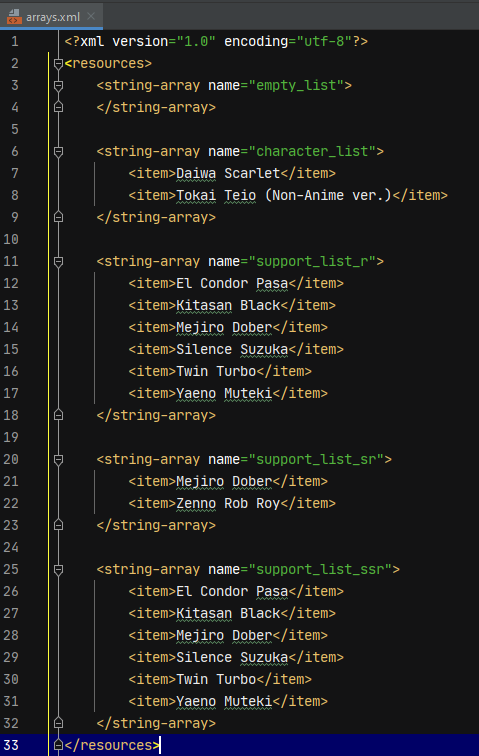 arrays.xml
1 <?xml version="1.0" encoding="utf-8"?>
2 <resources>
3 <string-array name="empty_list">
4 </string-array>
5
6 <string-array name="character_list">
7 <item>Daiwa Scarlet</item>
8 <item>Tokai Teio (Non-Anime ver.)</item>
9 </string-array>
10
11 <string-array name="support_list_r">
12 <item>El Condor Pasa</item>
13 <item>Kitasan Black</item>
14 <item>Mejiro Dober</item>
15 <item>Silence Suzuka</item>
16 <item>Twin Turbo</item>
17 <item>Yaeno Muteki</item>
18 </string-array>
19
20 <string-array name="support_list_sr">
21 <item>Mejiro Dober</item>
22 <item>Zenno Rob Roy</item>
23 </string-array>
24
25 <string-array name="support_list_ssr">
26 <item>El Condor Pasa</item>
27 <item>Kitasan Black</item>
28 <item>Mejiro Dober</item>
29 <item>Silence Suzuka</item>
30 <item>Twin Turbo</item>
31 <item>Yaeno Muteki</item>
32 </string-array>
33 </resources>